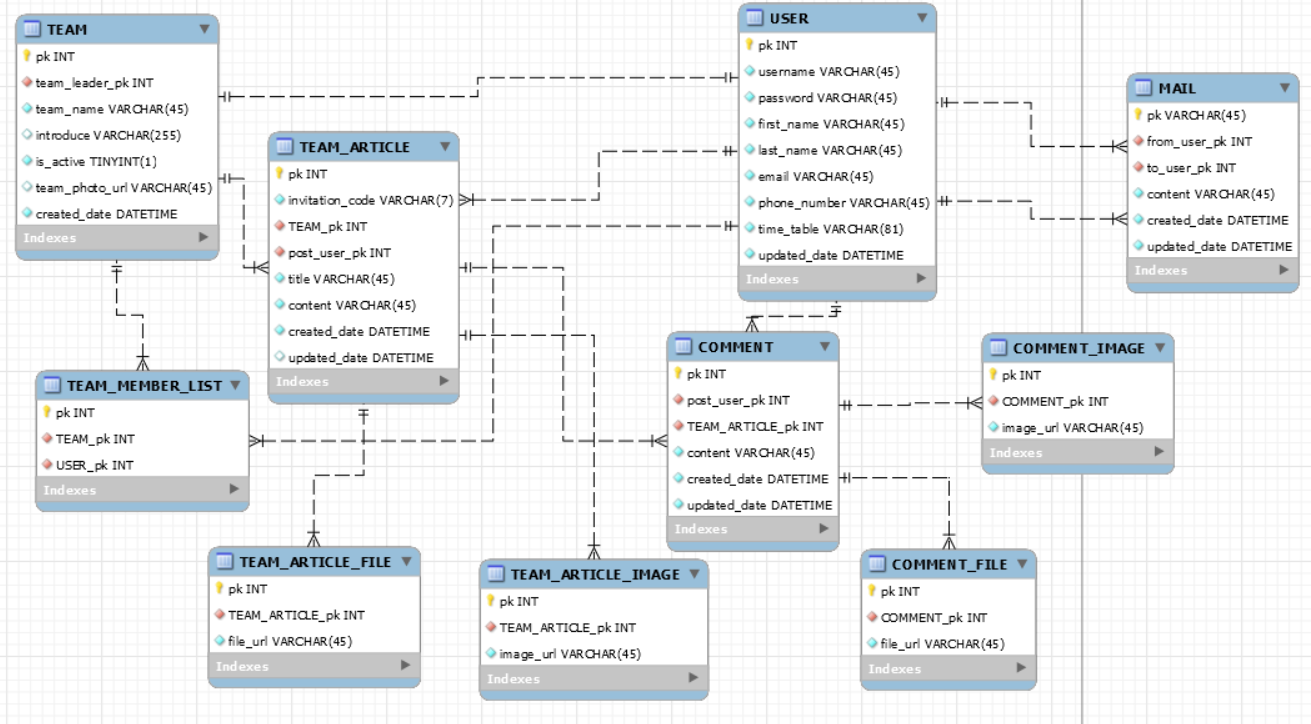 TEAM
pk INT
team_leader_pk INT
team_name VARCHAR(45)
introduce VARCHAR(255)
is_active TINYINT(1)
team_photo_url VARCHAR(45)
created_date DATETIME
Indexes
TEAM_ARTICLE
pk INT
invitation_code VARCHAR(7)
TEAM_pk INT
post_user_pk INT
title VARCHAR(45)
content VARCHAR(45)
created_date DATETIME
updated_date DATETIME
Indexes
USER
pk INT
username VARCHAR(45)
password VARCHAR(45)
first_name VARCHAR(45)
last_name VARCHAR(45)
email VARCHAR(45)
phone_number VARCHAR(45)
time_table VARCHAR(81)
updated_date DATETIME
Indexes
MAIL
pk VARCHAR(45)
from_user_pk INT
to_user_pk INT
content VARCHAR(45)
created_date DATETIME
updated_date DATETIME
Indexes
TEAM_MEMBER_LIST
pk INT
TEAM_pk INT
USER_pk INT
Indexes
COMMENT
pk INT
post_user_pk INT
TEAM_ARTICLE_pk INT
content VARCHAR(45)
created_date DATETIME
updated_date DATETIME
Indexes
COMMENT_IMAGE
pk INT
COMMENT_pk INT
image_url VARCHAR(45)
Indexes
TEAM_ARTICLE_FILE
pk INT
TEAM_ARTICLE_pk INT
file_url VARCHAR(45)
Indexes
TEAM_ARTICLE_IMAGE
pk INT
TEAM_ARTICLE_pk INT
image_url VARCHAR(45)
Indexes
COMMENT_FILE
pk INT
COMMENT_pk INT
file_url VARCHAR(45)
Indexes